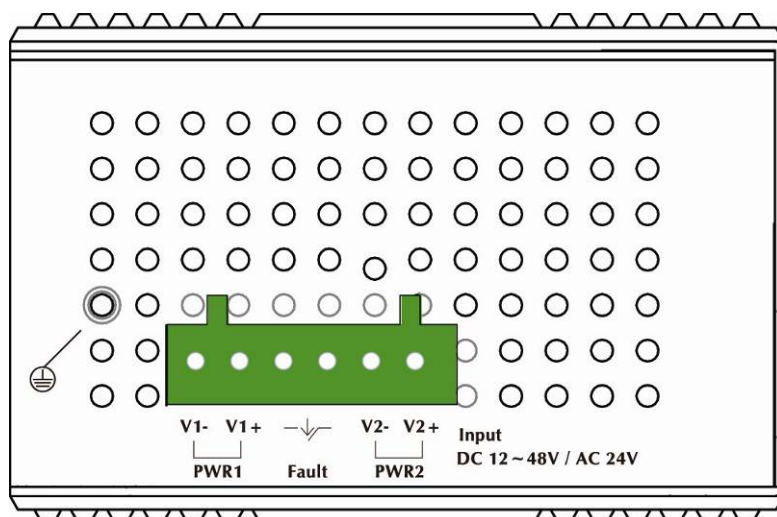 V1- V1+ V2- V2+ Input
PWR1 Fault PWR2 DC 12 ~ 48V / AC 24V